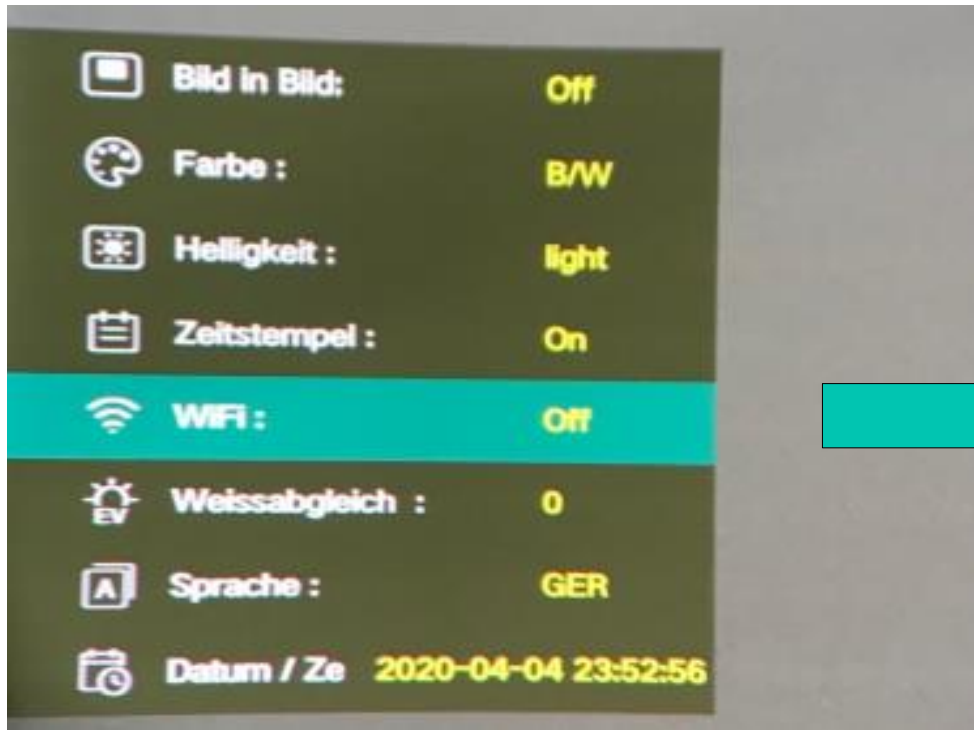 Bild in Bild: Off
Farbe : B/W
Helligkeit : light
Zeitstempel : On
WiFi : Off
EV Weissabgleich : 0
A Sprache : GER
Datum / Ze 2020-04-04 23:52:56